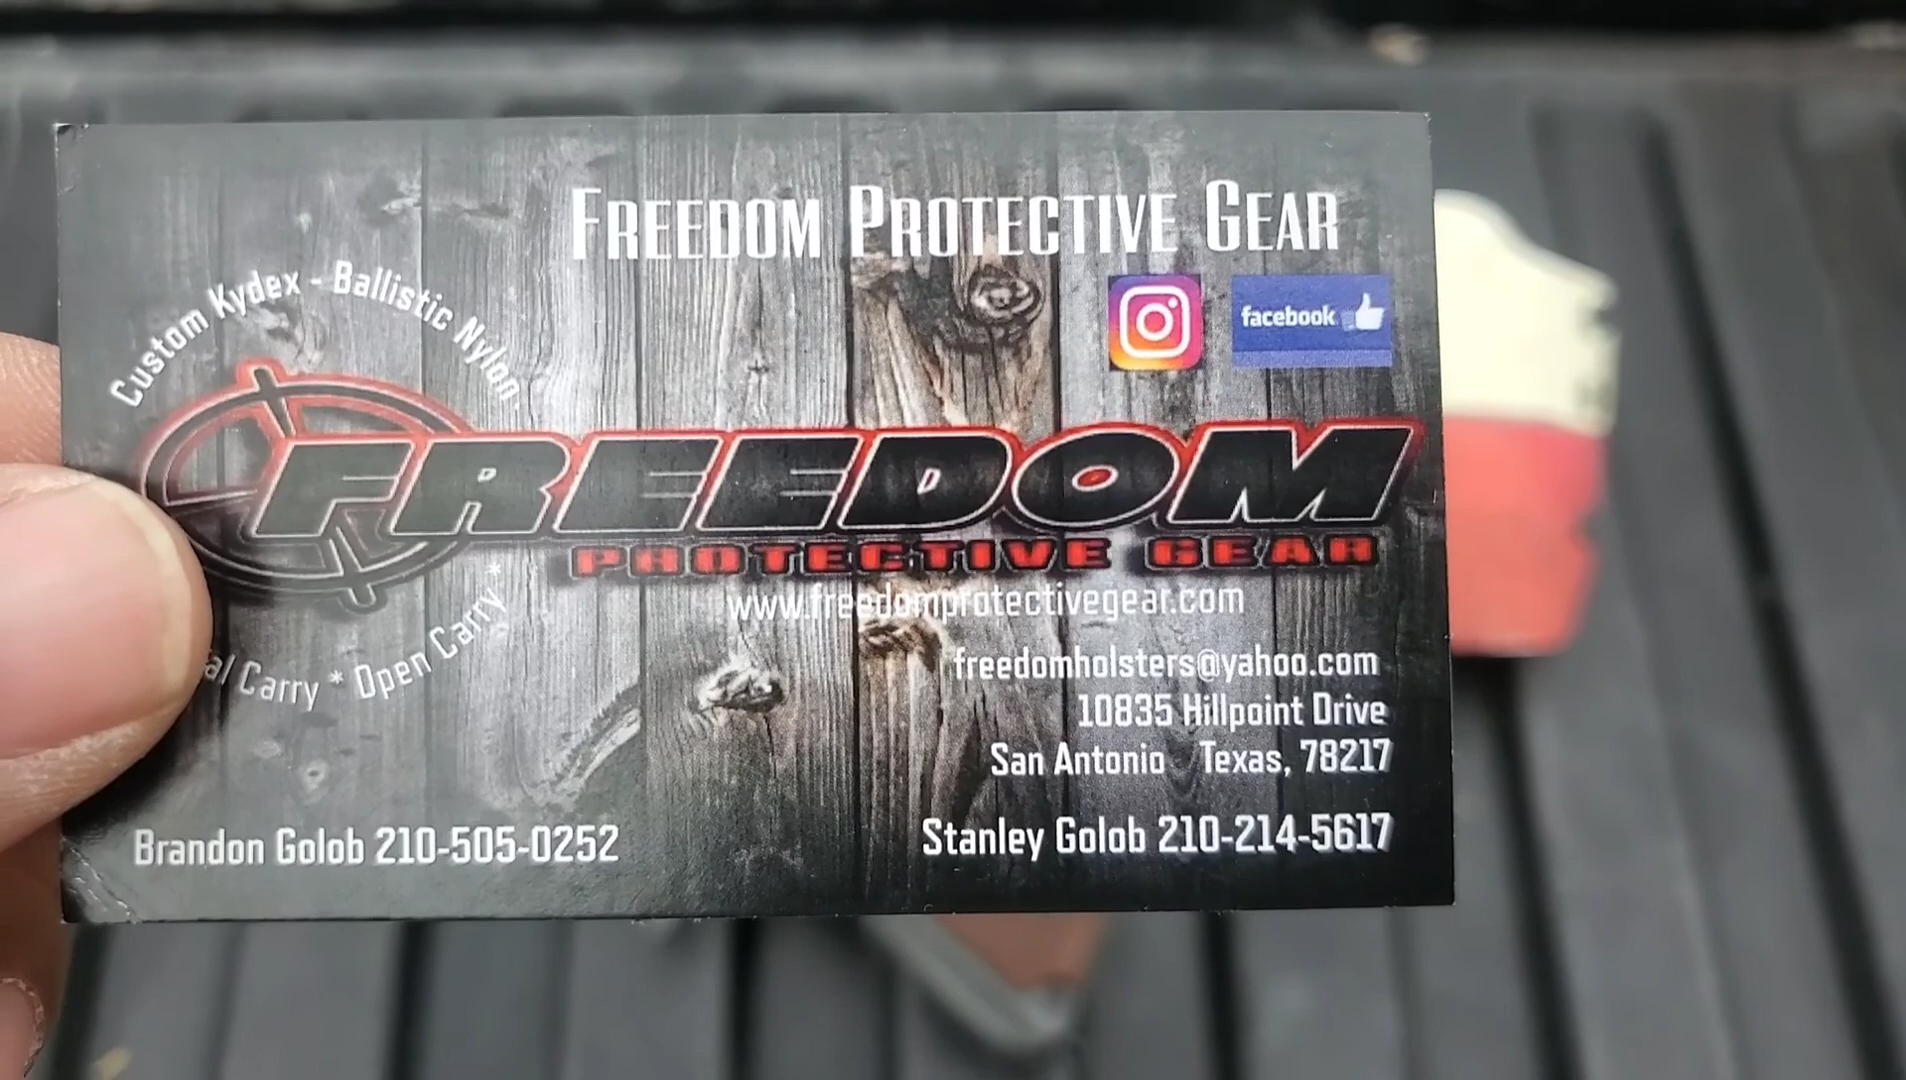 FREEDOM PROTECTIVE GEAR
Custom Kydex - Ballistic Nylon
facebook
FREEDOM
PROTECTIVE GEAR
www.freedomprotectivegear.com
Carry * Open Carry *
freedomholsters@yahoo.com
10835 Hillpoint Drive
San Antonio Texas, 78217
Brandon Golob 210-505-0252
Stanley Golob 210-214-5617